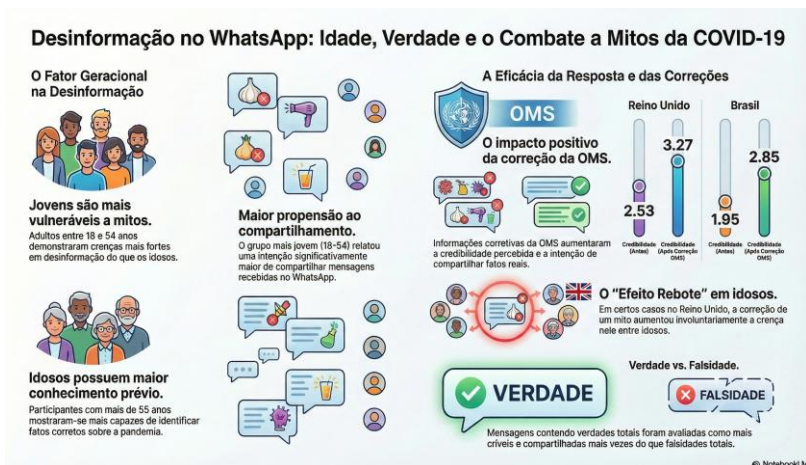 Desinformação no WhatsApp: Idade, Verdade e o Combate a Mitos da COVID-19
O Fator Geracional
na Desinformação
Jovens são mais
vulneráveis a mitos.
Adultos entre 18 e 54 anos
demonstraram crenças mais fortes
em desinformação do que os idosos.
Idosos possuem maior
conhecimento prévio.
Participantes com mais de 55 anos
mostraram-se mais capazes de identificar
fatos corretos sobre a pandemia.
Maior propensão ao
compartilhamento.
O grupo mais jovem (18-54) relatou
uma intenção significativamente
maior de compartilhar mensagens
recebidas no WhatsApp.
A Eficácia da Resposta e das Correções
OMS
O impacto positivo
da correção da OMS.
Informações corretivas da OMS aumentaram
a credibilidade percebida e a intenção de
compartilhar fatos reais.
Reino Unido
2.53
3.27
Credibilidade
(Antas)
Credibilidade
(Após Correção
OMS)
Brasil
1.95
2.85
Credibilidade
(Antes)
Credibilidade
(Após Correção
OMS)
O “Efeito Rebote” em idosos.
Em certos casos no Reino Unido, a correção de
um mito aumentou involuntariamente a crença
nele entre idosos.
VERDADE
Verdade vs. Falsidade.
FALSIDADE
Mensagens contendo verdades totais foram avaliadas como mais
críveis e compartilhadas mais vezes do que falsidades totais.